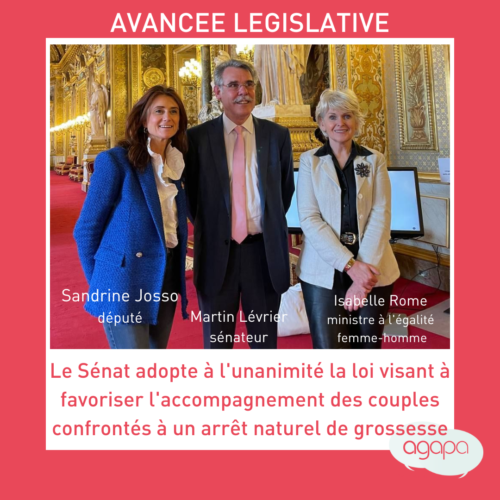 AVANCEE LEGISLATIVE
Sandrine Josso
député
Martin Lévrier
sénateur
Isabelle Rome
ministre à l'égalité
femme-homme
Le Sénat adopte à l'unanimité la loi visant à
favoriser l'accompagnement des couples
confrontés à un arrêt naturel de grossesse
agapa